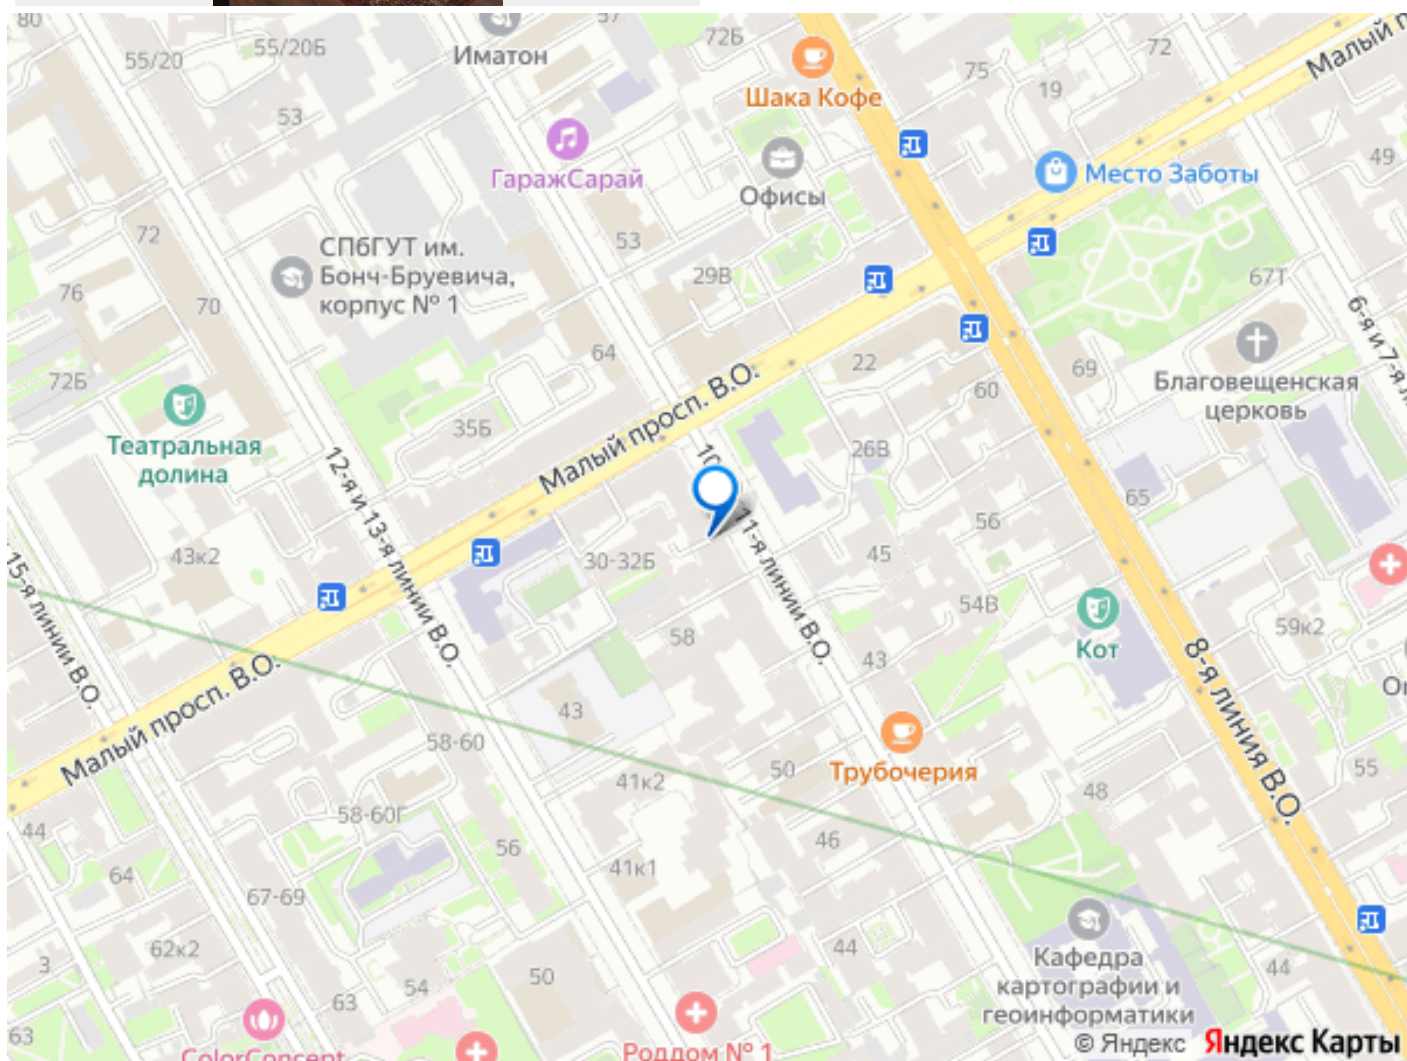 80
55/20
55/20Б
Иматон
57
72Б
Шака Кофе
72
75
19
Малый п
53
ГаражСарай
Офисы
Место Заботы
49
72
СПбГУТ им.
Бонч-Бруевича,
корпус № 1
53
29В
67Т
76
70
64
22
69
6-я и 7-я л
72Б
60
Благовещенская
церковь
Театральная
долина
35Б
Малый просп. В.О.
26В
12-я и 13-я линии В.О.
10
11-я линии В.О.
65
56
43к2
30-32Б
45
15-я линии В.О.
54В
58
Кот
59к2
43
8-я линия В.О.
Малый просп. В.О.
43
58-60
Трубочерия
50
41к2
55
48
44
58-60Г
46
56
64
41к1
67-69
62к2
3
44
Кафедра
картографии и
геоинформатики
44
50
54
63
63
ColorConcept
Роддом № 1
© Яндекс Яндекс Карты